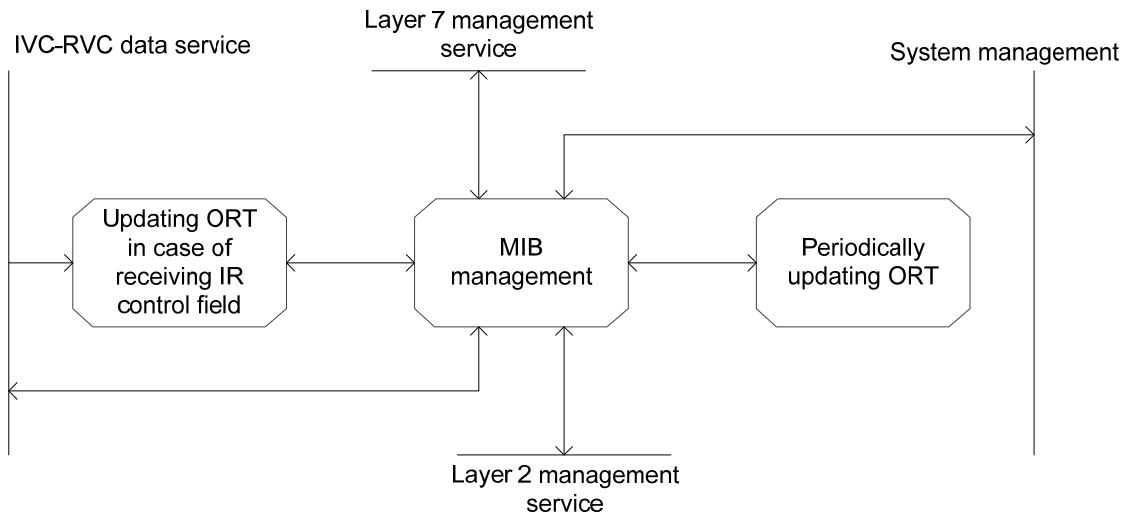 Layer 7 management
service
IVC-RVC data service
System management
Updating ORT
in case of
receiving IR
control field
MIB
management
Periodically
updating ORT
Layer 2 management
service